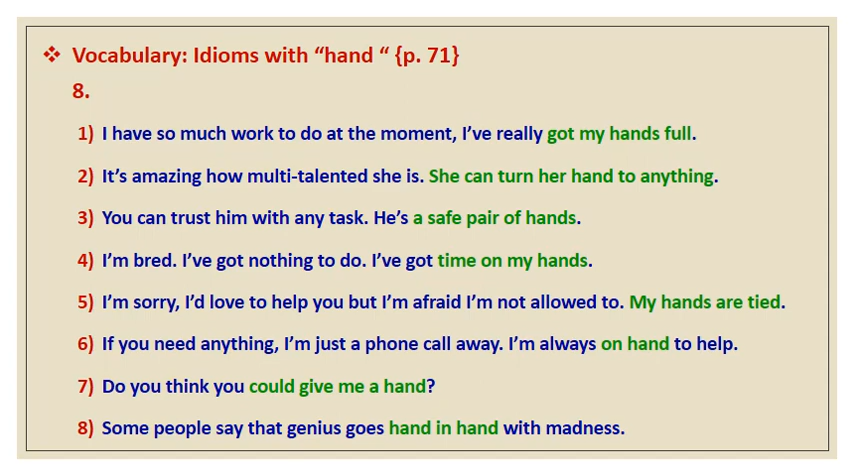 ❖ Vocabulary: Idioms with “hand “ {p. 71}
8.
1) I have so much work to do at the moment, I’ve really got my hands full.
2) It’s amazing how multi-talented she is. She can turn her hand to anything.
3) You can trust him with any task. He’s a safe pair of hands.
4) I’m bred. I’ve got nothing to do. I’ve got time on my hands.
5) I’m sorry, I’d love to help you but I’m afraid I’m not allowed to. My hands are tied.
6) If you need anything, I’m just a phone call away. I’m always on hand to help.
7) Do you think you could give me a hand?
8) Some people say that genius goes hand in hand with madness.